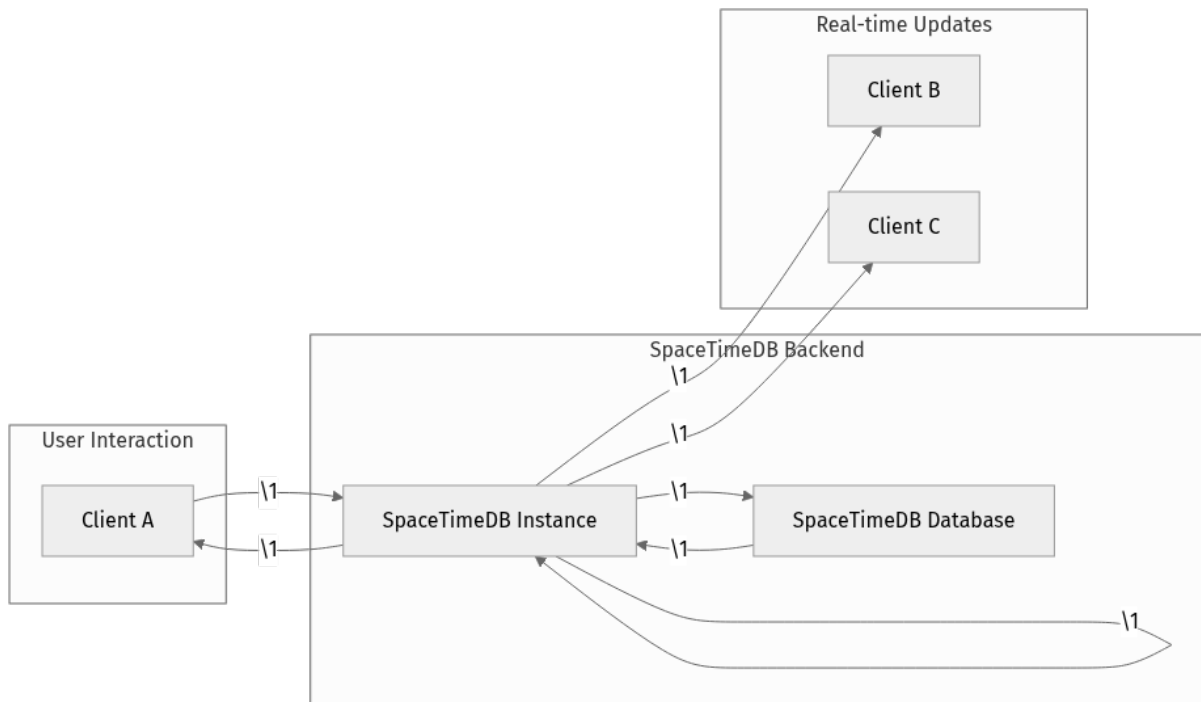 Real-time Updates
Client B
Client C
SpaceTimeDB Backend
\1
\1
User Interaction
\1
\1
Client A
SpaceTimeDB Instance
SpaceTimeDB Database
\1
\1
\1